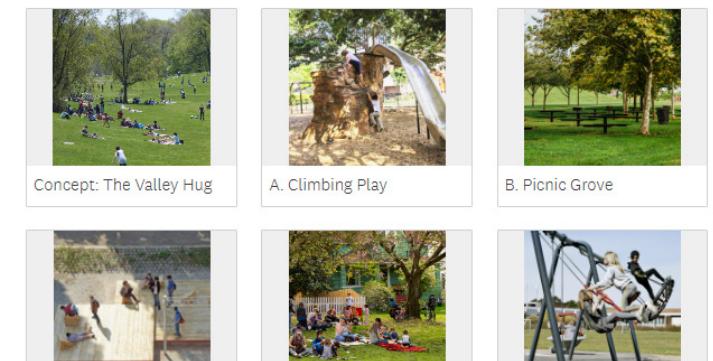 Concept: The Valley Hug
A. Climbing Play
B. Picnic Grove